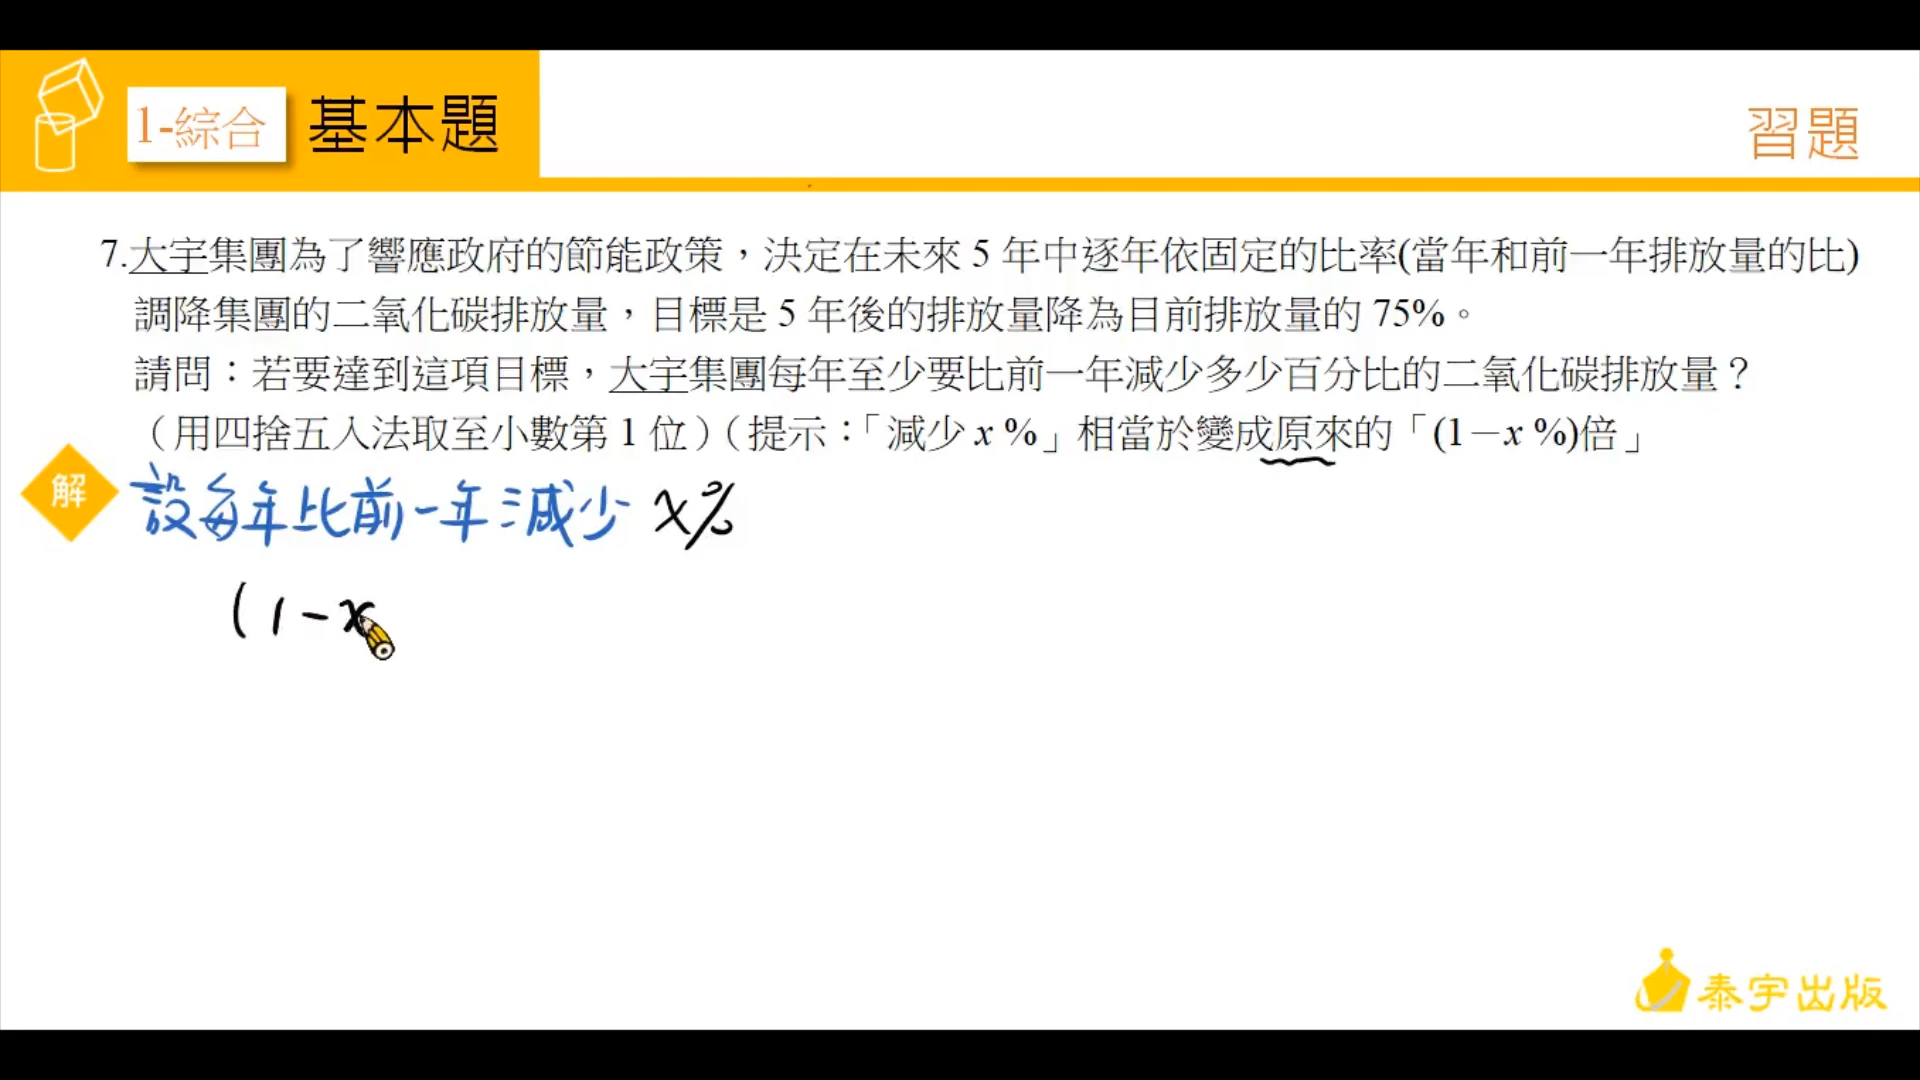 1-綜合 基本題
習題
7.大宇集團為了響應政府的節能政策，決定在未來 5 年中逐年依固定的比率(當年和前一年排放量的比)
調降集團的二氧化碳排放量，目標是 5 年後的排放量降為目前排放量的 75%。
請問：若要達到這項目標，大宇集團每年至少要比前一年減少多少百分比的二氧化碳排放量？
（用四捨五入法取至小數第 1 位）（提示：「減少 x %」相當於變成原來的「(1－x %)倍」
解 設每年比前一年減少 x%
(1-x
泰宇出版